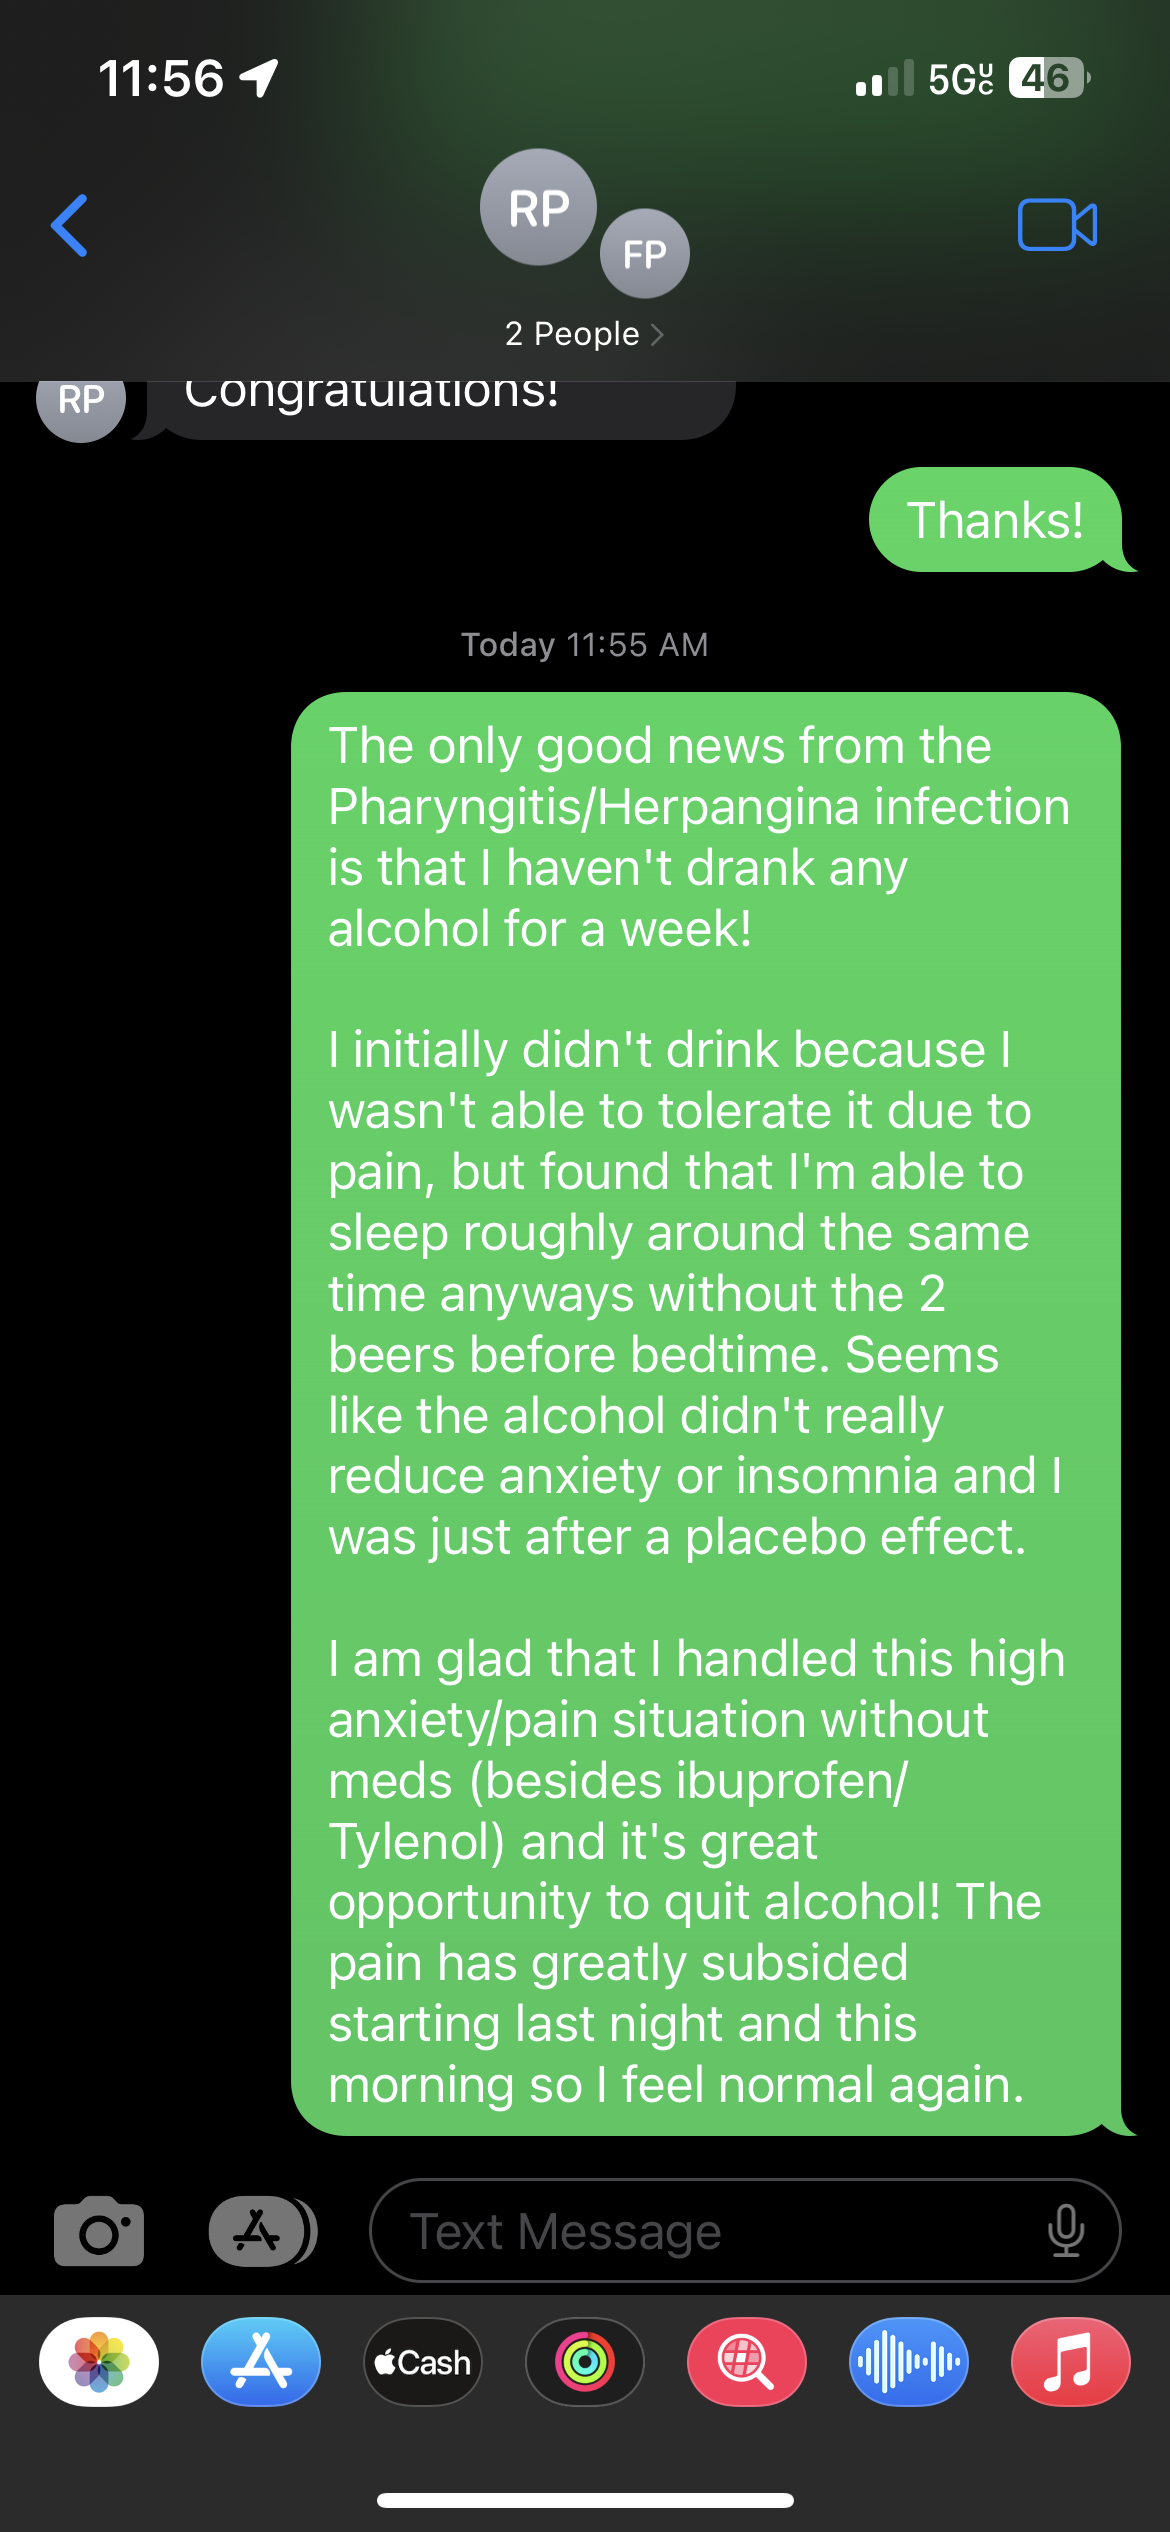 11:56
5G UC 46
RP
FP
2 People
RP
Congratulations!
Thanks!
Today 11:55 AM
The only good news from the
Pharyngitis/Herpangina infection
is that I haven't drank any
alcohol for a week!
I initially didn't drink because I
wasn't able to tolerate it due to
pain, but found that I'm able to
sleep roughly around the same
time anyways without the 2
beers before bedtime. Seems
like the alcohol didn't really
reduce anxiety or insomnia and I
was just after a placebo effect.
I am glad that I handled this high
anxiety/pain situation without
meds (besides ibuprofen/
Tylenol) and it's great
opportunity to quit alcohol! The
pain has greatly subsided
starting last night and this
morning so I feel normal again.
Text Message
Cash